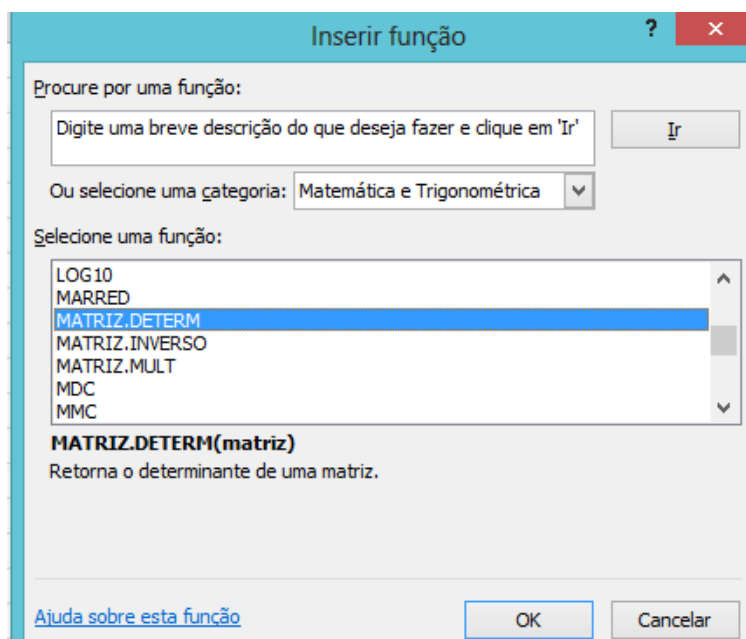 Inserir função
? ×
Procure por uma função:
Digite uma breve descrição do que deseja fazer e clique em 'Ir'
Ir
Ou selecione uma categoria: Matemática e Trigonométrica
Selecione uma função:
LOG10
MARRED
MATRIZ.DETERM
MATRIZ.INVERSO
MATRIZ.MULT
MDC
MMC
MATRIZ.DETERM(matriz)
Retorna o determinante de uma matriz.
Ajuda sobre esta função
OK
Cancelar